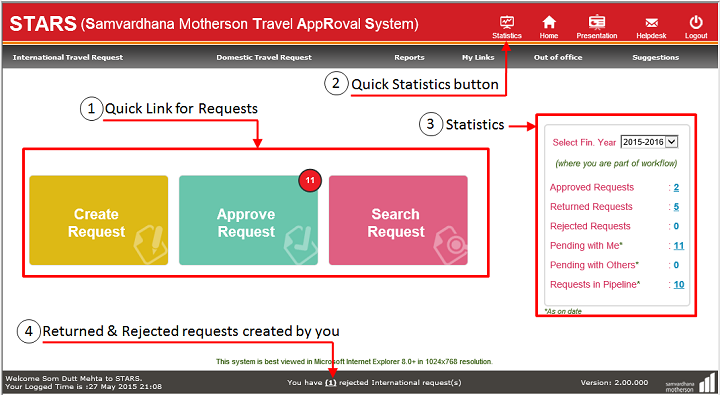 STARS (Samvardhana Motherson Travel AppRoval System)
Statistics
Home
Presentation
Helpdesk
Logout
International Travel Request
Domestic Travel Request
Reports
My Links
Out of office
Suggestions
2 Quick Statistics button
1 Quick Link for Requests
3 Statistics
Select Fin. Year 2015-2016
(where you are part of workflow)
Approved Requests : 2
Returned Requests : 5
Rejected Requests : 0
Pending with Me* : 11
Pending with Others* : 0
Requests in Pipeline* : 10
*As on date
11
Create
Request
Approve
Request
Search
Request
4 Returned & Rejected requests created by you
This system is best viewed in Microsoft Internet Explorer 8.0+ in 1024x768 resolution.
Welcome Som Dutt Mehta to STARS.
Your Logged Time is :27 May 2015 21:08
You have (1) rejected International request(s)
Version: 2.00.000
samvardhana
motherson